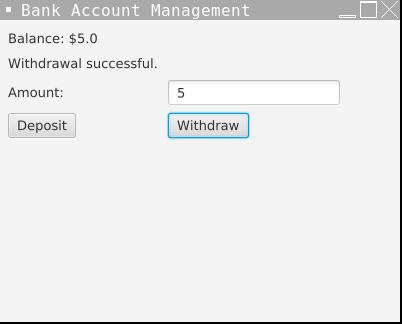 Bank Account Management
Balance: $5.0
Withdrawal successful.
Amount: 5
Deposit Withdraw